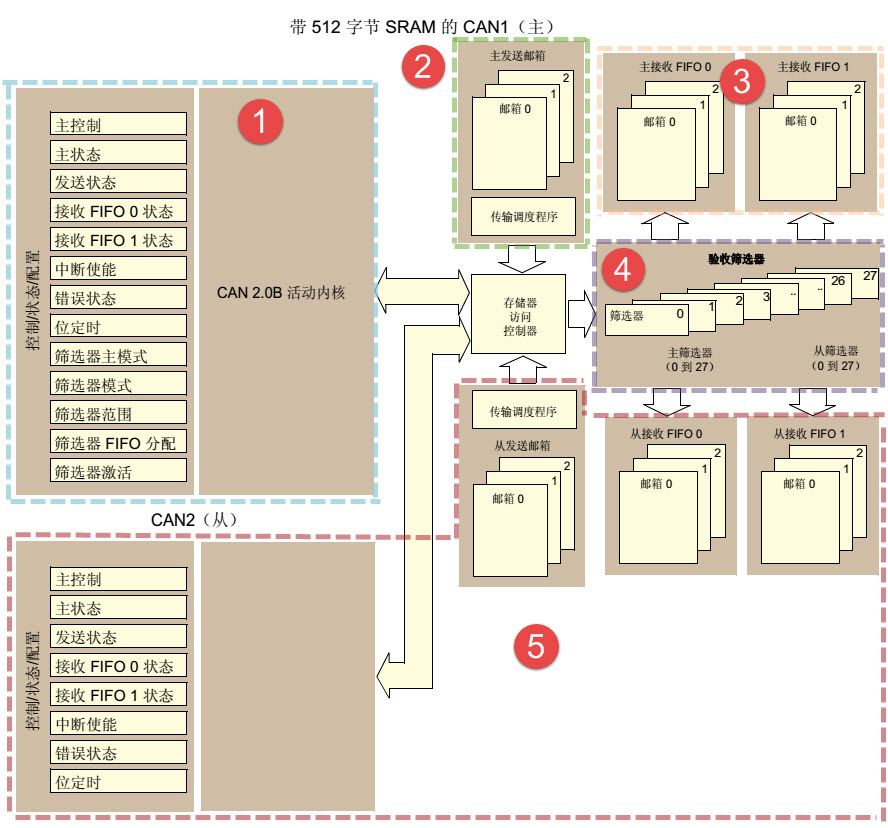 带 512 字节 SRAM 的 CAN1（主）
1
控制/状态/配置
主控制
主状态
发送状态
接收 FIFO 0 状态
接收 FIFO 1 状态
中断使能
错误状态
位定时
筛选器主模式
筛选器模式
筛选器范围
筛选器 FIFO 分配
筛选器激活
CAN 2.0B 活动内核
2
主发送邮箱
2
1
邮箱 0
传输调度程序
3
主接收 FIFO 0
2
1
邮箱 0
主接收 FIFO 1
2
1
邮箱 0
存储器
访问
控制器
4
验收筛选器
筛选器 0
1
2
3
..
..
26
27
主筛选器
（0 到 27）
从筛选器
（0 到 27）
传输调度程序
从发送邮箱
2
1
邮箱 0
从接收 FIFO 0
2
1
邮箱 0
从接收 FIFO 1
2
1
邮箱 0
CAN2（从）
5
控制/状态/配置
主控制
主状态
发送状态
接收 FIFO 0 状态
接收 FIFO 1 状态
中断使能
错误状态
位定时